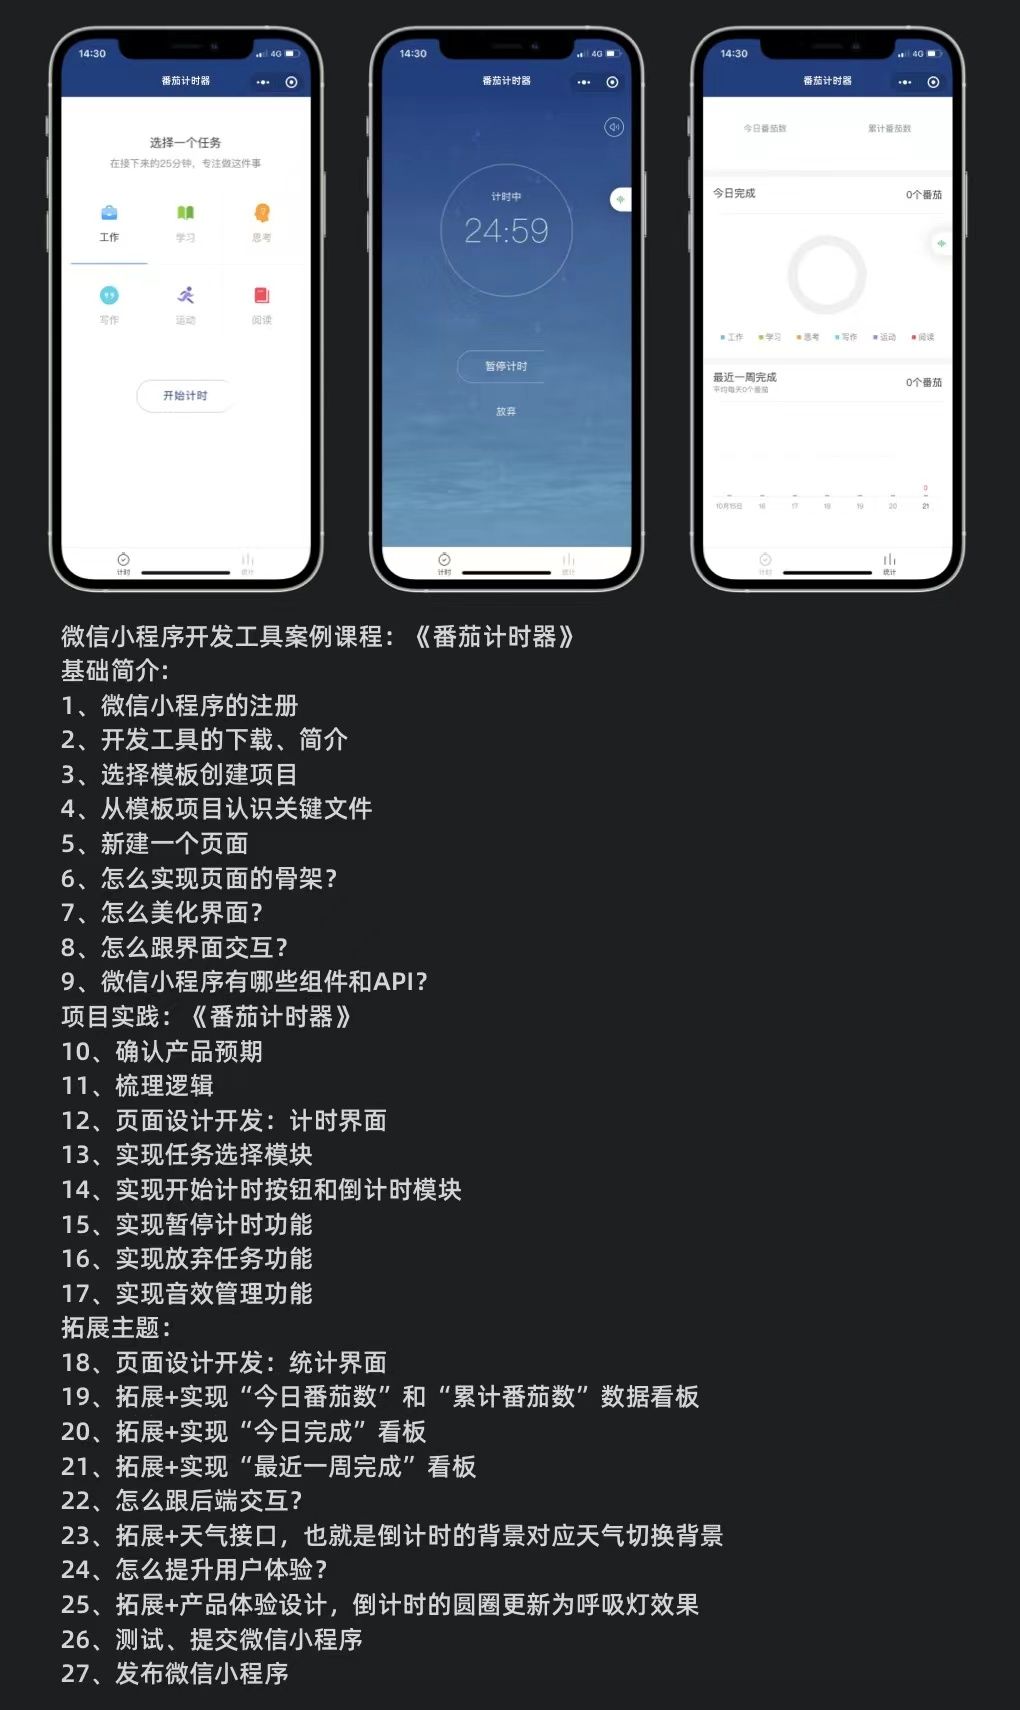 14:30
4G
番茄计时器
选择一个任务
在接下来的25分钟，专注做这件事
工作
学习
思考
写作
运动
阅读
开始计时
计时
统计
14:30
4G
番茄计时器
计时中
24:59
暂停计时
放弃
计时
统计
14:30
4G
番茄计时器
今日番茄数
累计番茄数
今日完成
0个番茄
工作
学习
思考
写作
运动
阅读
最近一周完成
0个番茄
平均每天0个番茄
0
10月15日
16
17
18
19
20
21
计时
统计
微信小程序开发工具案例课程：《番茄计时器》
基础简介：
1、微信小程序的注册
2、开发工具的下载、简介
3、选择模板创建项目
4、从模板项目认识关键文件
5、新建一个页面
6、怎么实现页面的骨架？
7、怎么美化界面？
8、怎么跟界面交互？
9、微信小程序有哪些组件和API？
项目实践：《番茄计时器》
10、确认产品预期
11、梳理逻辑
12、页面设计开发：计时界面
13、实现任务选择模块
14、实现开始计时按钮和倒计时模块
15、实现暂停计时功能
16、实现放弃任务功能
17、实现音效管理功能
拓展主题：
18、页面设计开发：统计界面
19、拓展+实现“今日番茄数”和“累计番茄数”数据看板
20、拓展+实现“今日完成”看板
21、拓展+实现“最近一周完成”看板
22、怎么跟后端交互？
23、拓展+天气接口，也就是倒计时的背景对应天气切换背景
24、怎么提升用户体验？
25、拓展+产品体验设计，倒计时的圆圈更新为呼吸灯效果
26、测试、提交微信小程序
27、发布微信小程序